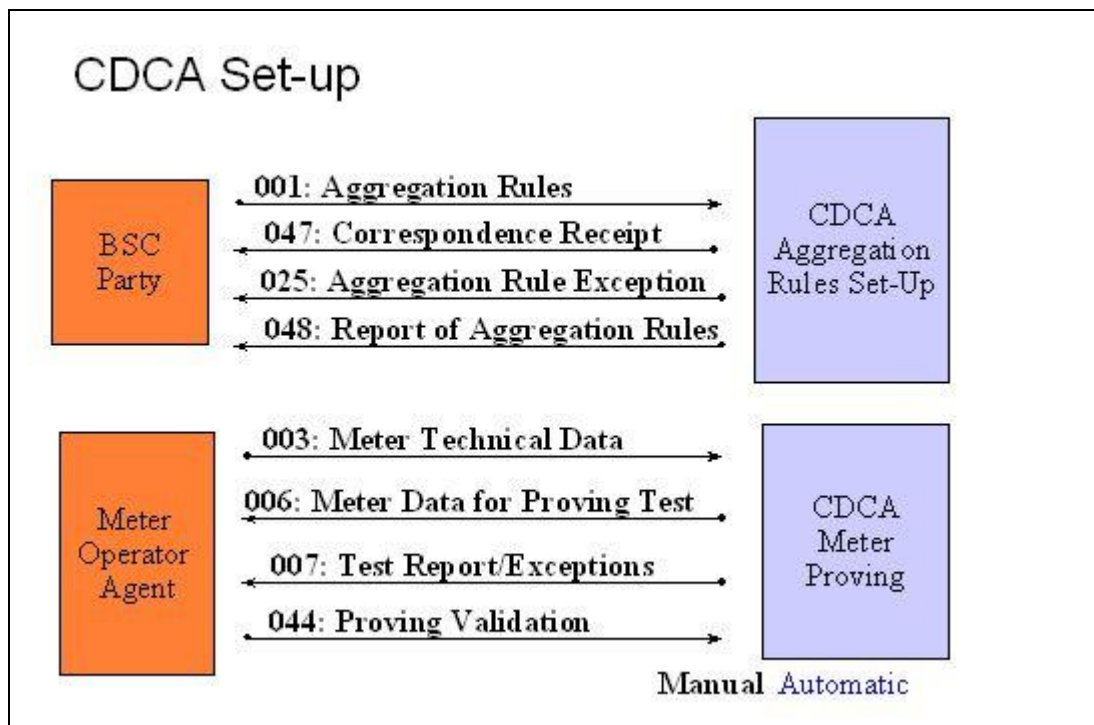 CDCA Set-up
BSC
Party
001: Aggregation Rules
047: Correspondence Receipt
025: Aggregation Rule Exception
048: Report of Aggregation Rules
CDCA
Aggregation
Rules Set-Up
Meter
Operator
Agent
003: Meter Technical Data
006: Meter Data for Proving Test
007: Test Report/Exceptions
044: Proving Validation
CDCA
Meter
Proving
Manual Automatic